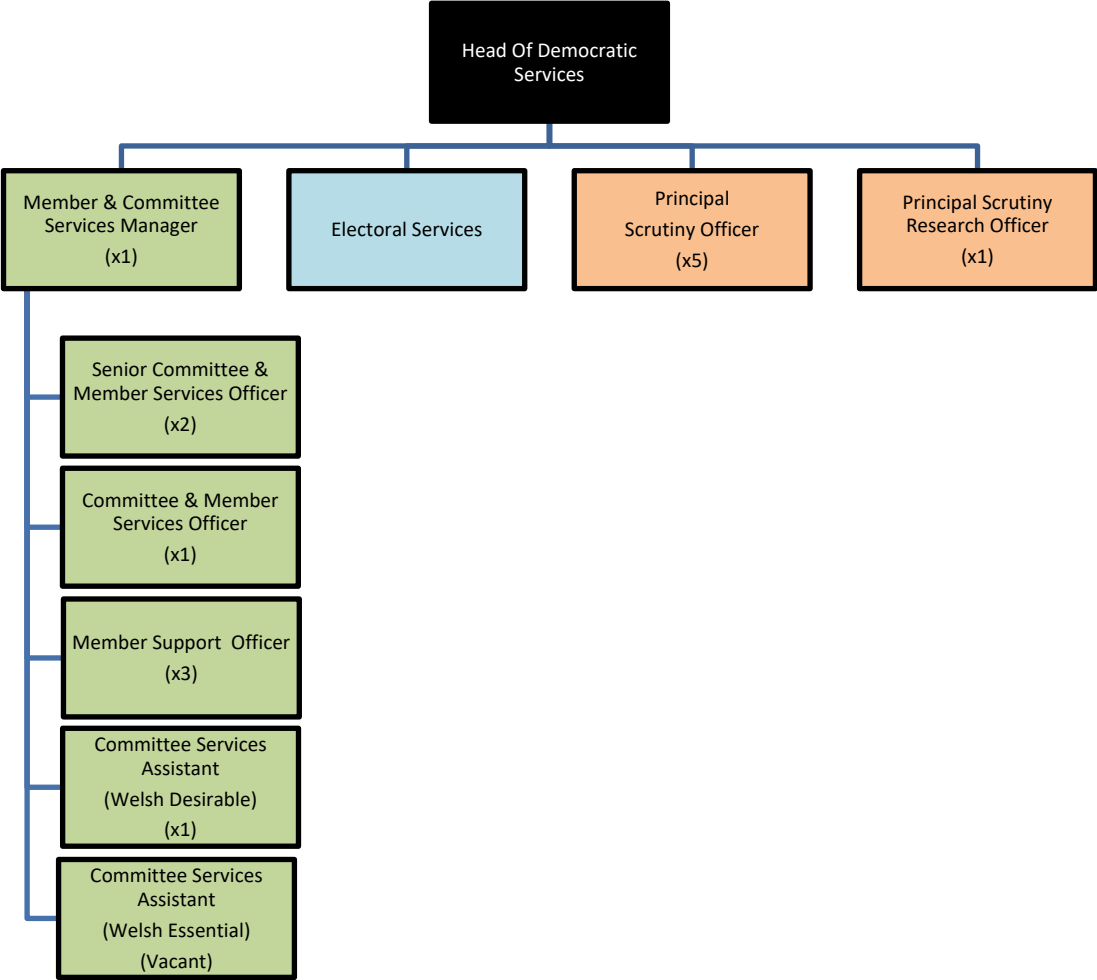 Head Of Democratic
Services
Member & Committee
Services Manager
(x1)
Electoral Services
Principal
Scrutiny Officer
(x5)
Principal Scrutiny
Research Officer
(x1)
Senior Committee &
Member Services Officer
(x2)
Committee & Member
Services Officer
(x1)
Member Support  Officer
(x3)
Committee Services
Assistant
(Welsh Desirable)
(x1)
Committee Services
Assistant
(Welsh Essential)
(Vacant)